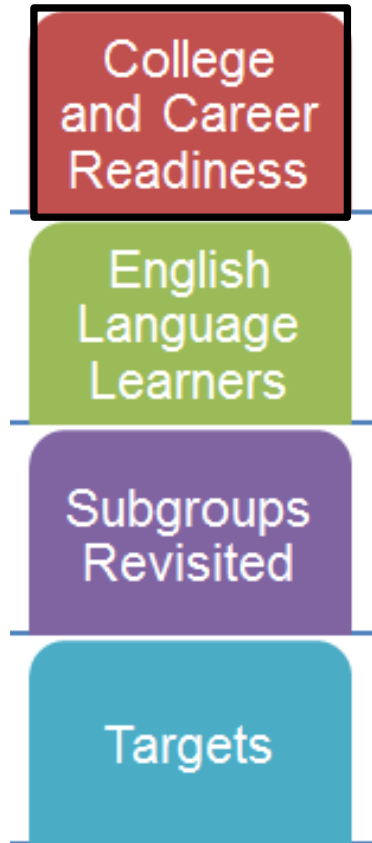 College
and Career
Readiness
English
Language
Learners
Subgroups
Revisited
Targets